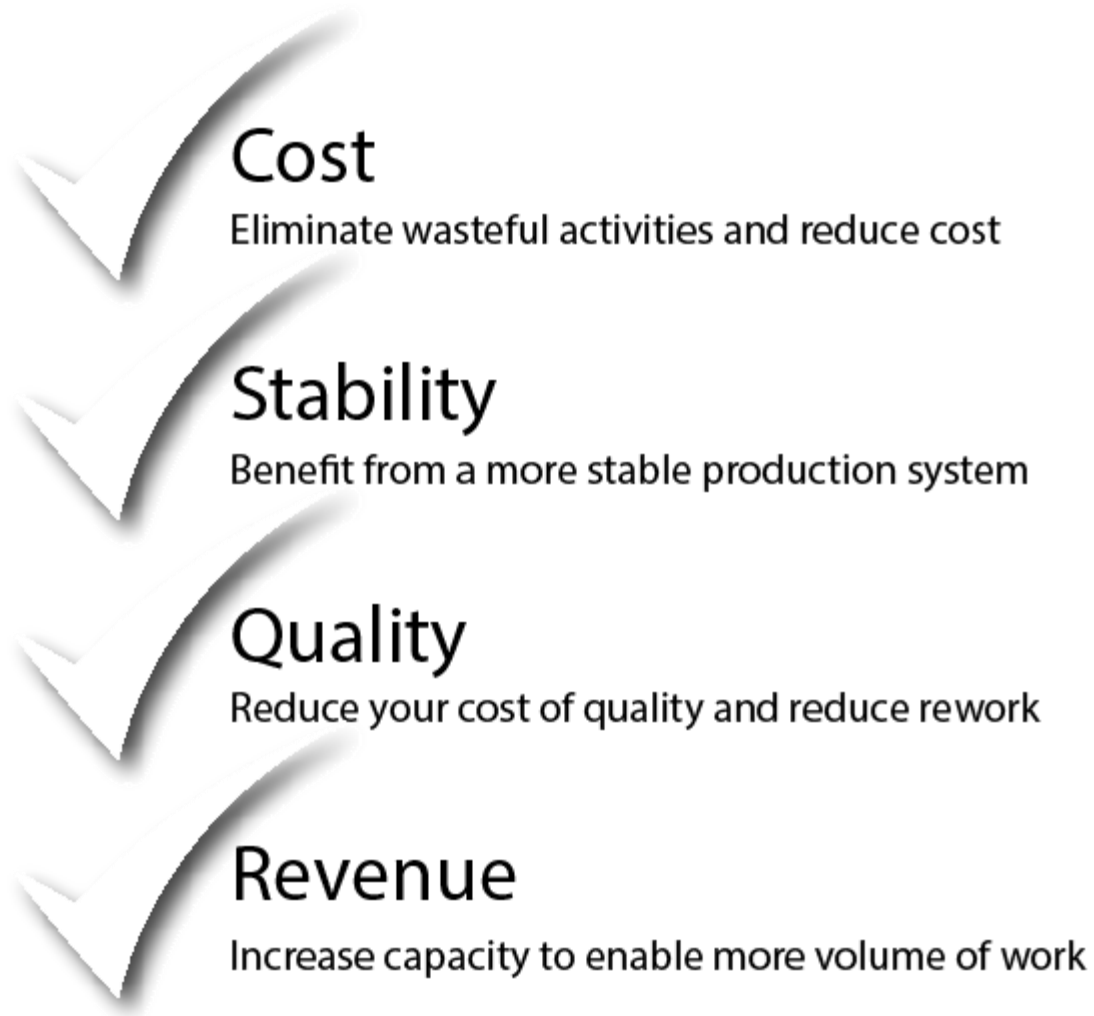 Cost
Eliminate wasteful activities and reduce cost
Stability
Benefit from a more stable production system
Quality
Reduce your cost of quality and reduce rework
Revenue
Increase capacity to enable more volume of work